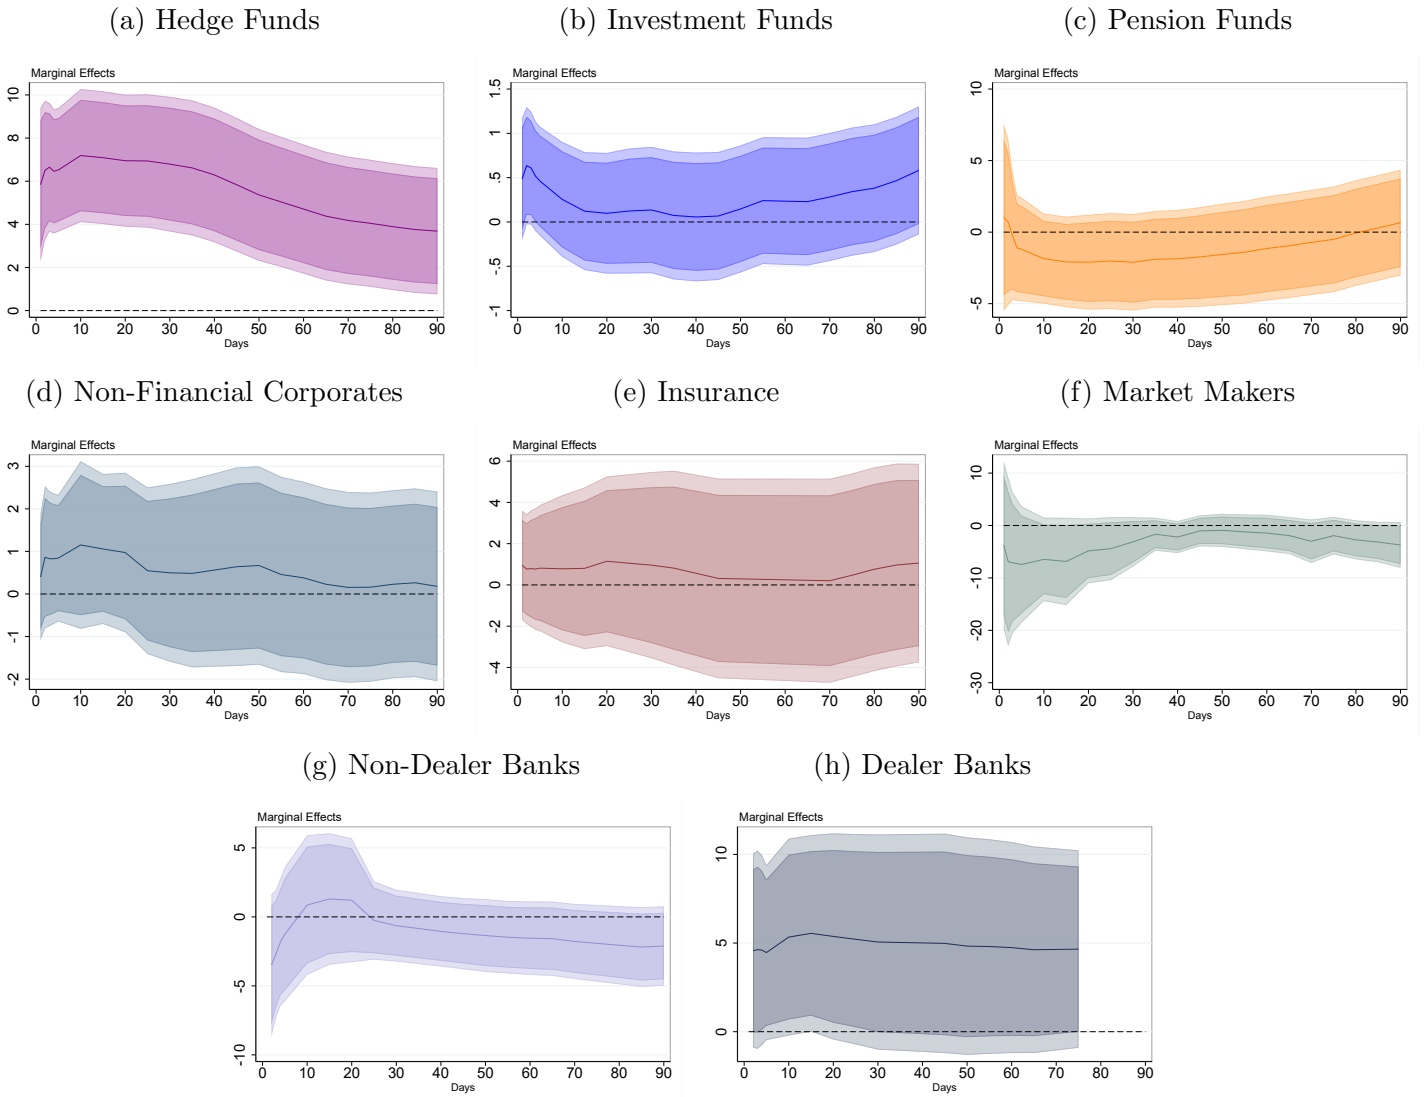 (a) Hedge Funds
Marginal Effects
10
8
6
4
2
0
0 10 20 30 40 50 60 70 80 90
Days
(b) Investment Funds
Marginal Effects
1.5
1
.5
0
-.5
-1
0 10 20 30 40 50 60 70 80 90
Days
(c) Pension Funds
Marginal Effects
10
5
0
-5
0 10 20 30 40 50 60 70 80 90
Days
(d) Non-Financial Corporates
Marginal Effects
3
2
1
0
-1
-2
0 10 20 30 40 50 60 70 80 90
Days
(e) Insurance
Marginal Effects
6
4
2
0
-2
-4
0 10 20 30 40 50 60 70 80 90
Days
(f) Market Makers
Marginal Effects
10
0
-10
-20
-30
0 10 20 30 40 50 60 70 80 90
Days
(g) Non-Dealer Banks
Marginal Effects
5
0
-5
-10
0 10 20 30 40 50 60 70 80 90
Days
(h) Dealer Banks
Marginal Effects
10
5
0
0 10 20 30 40 50 60 70 80 90
Days